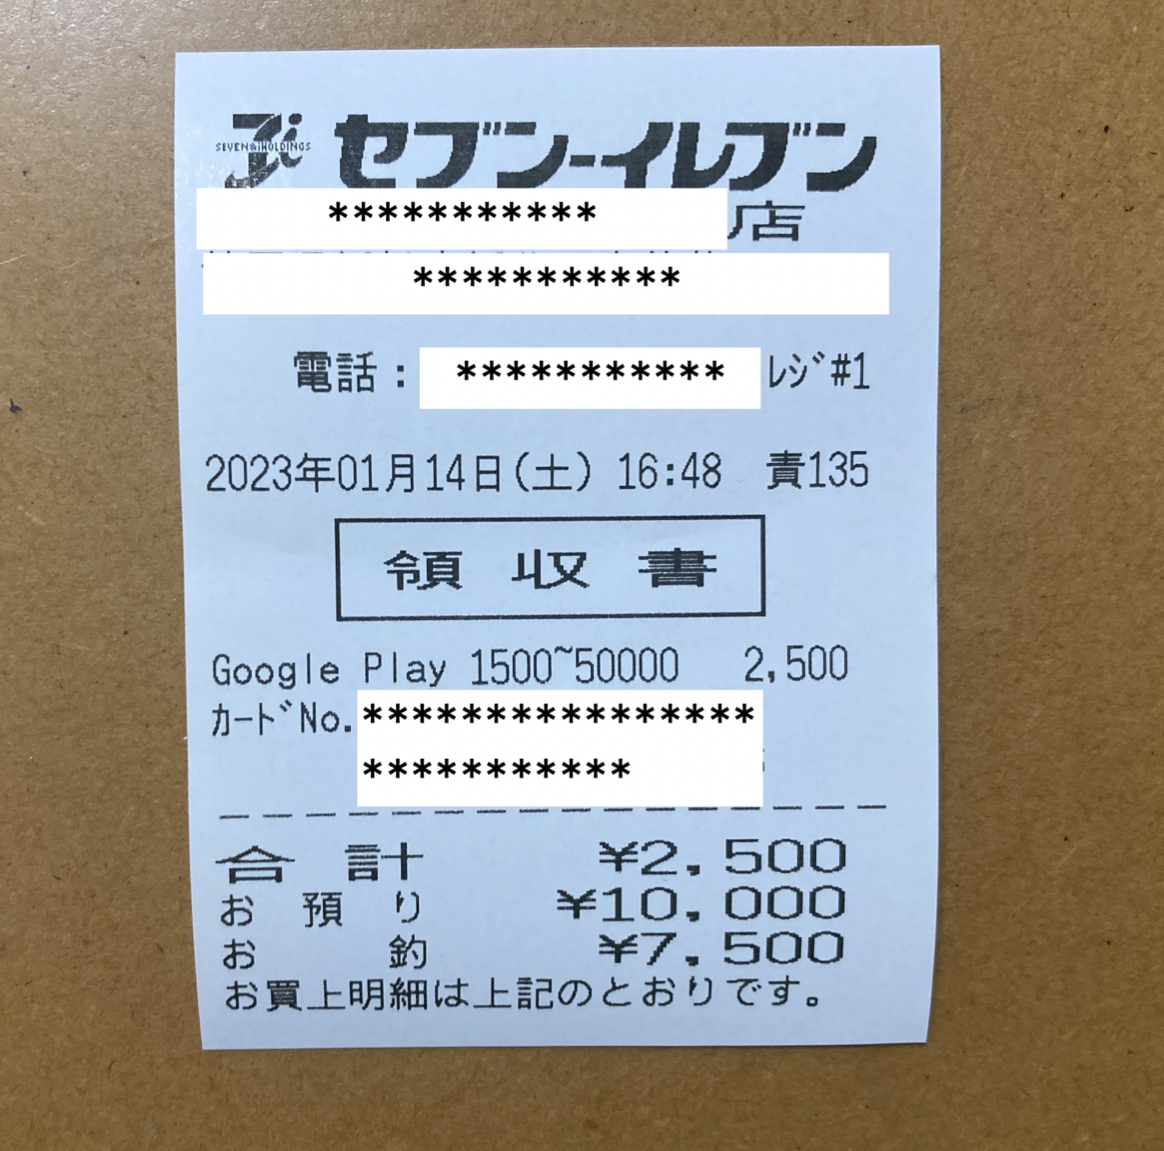 SEVEN&iHOLDINGS
セブン-イレブン
***********
店
***********
電話： *********** ﾚｼﾞ#1
2023年01月14日(土) 16:48 責135
領収書
Google Play 1500~50000 2,500
ｶｰﾄﾞNo.****************
***********
合計 ¥2,500
お預り ¥10,000
お釣 ¥7,500
お買上明細は上記のとおりです。